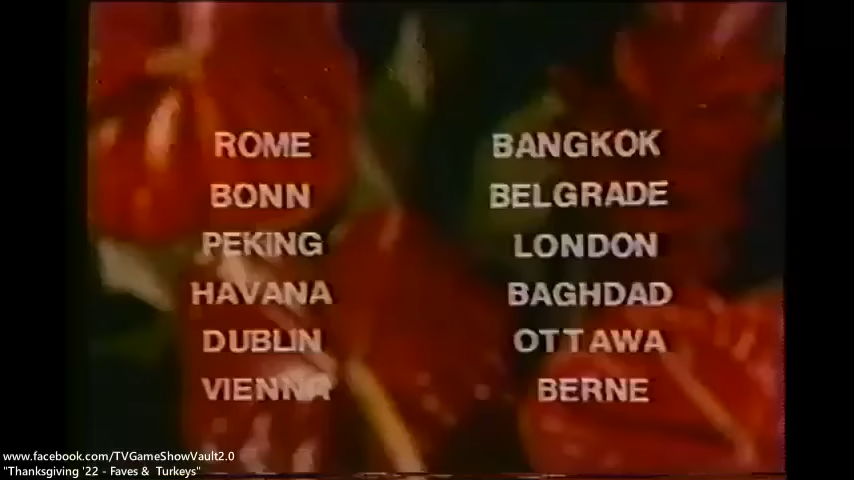 ROME
BONN
PEKING
HAVANA
DUBLIN
VIENNA
BANGKOK
BELGRADE
LONDON
BAGHDAD
OTTAWA
BERNE
www.facebook.com/TVGameShowVault2.0
"Thanksgiving '22 - Faves & Turkeys"